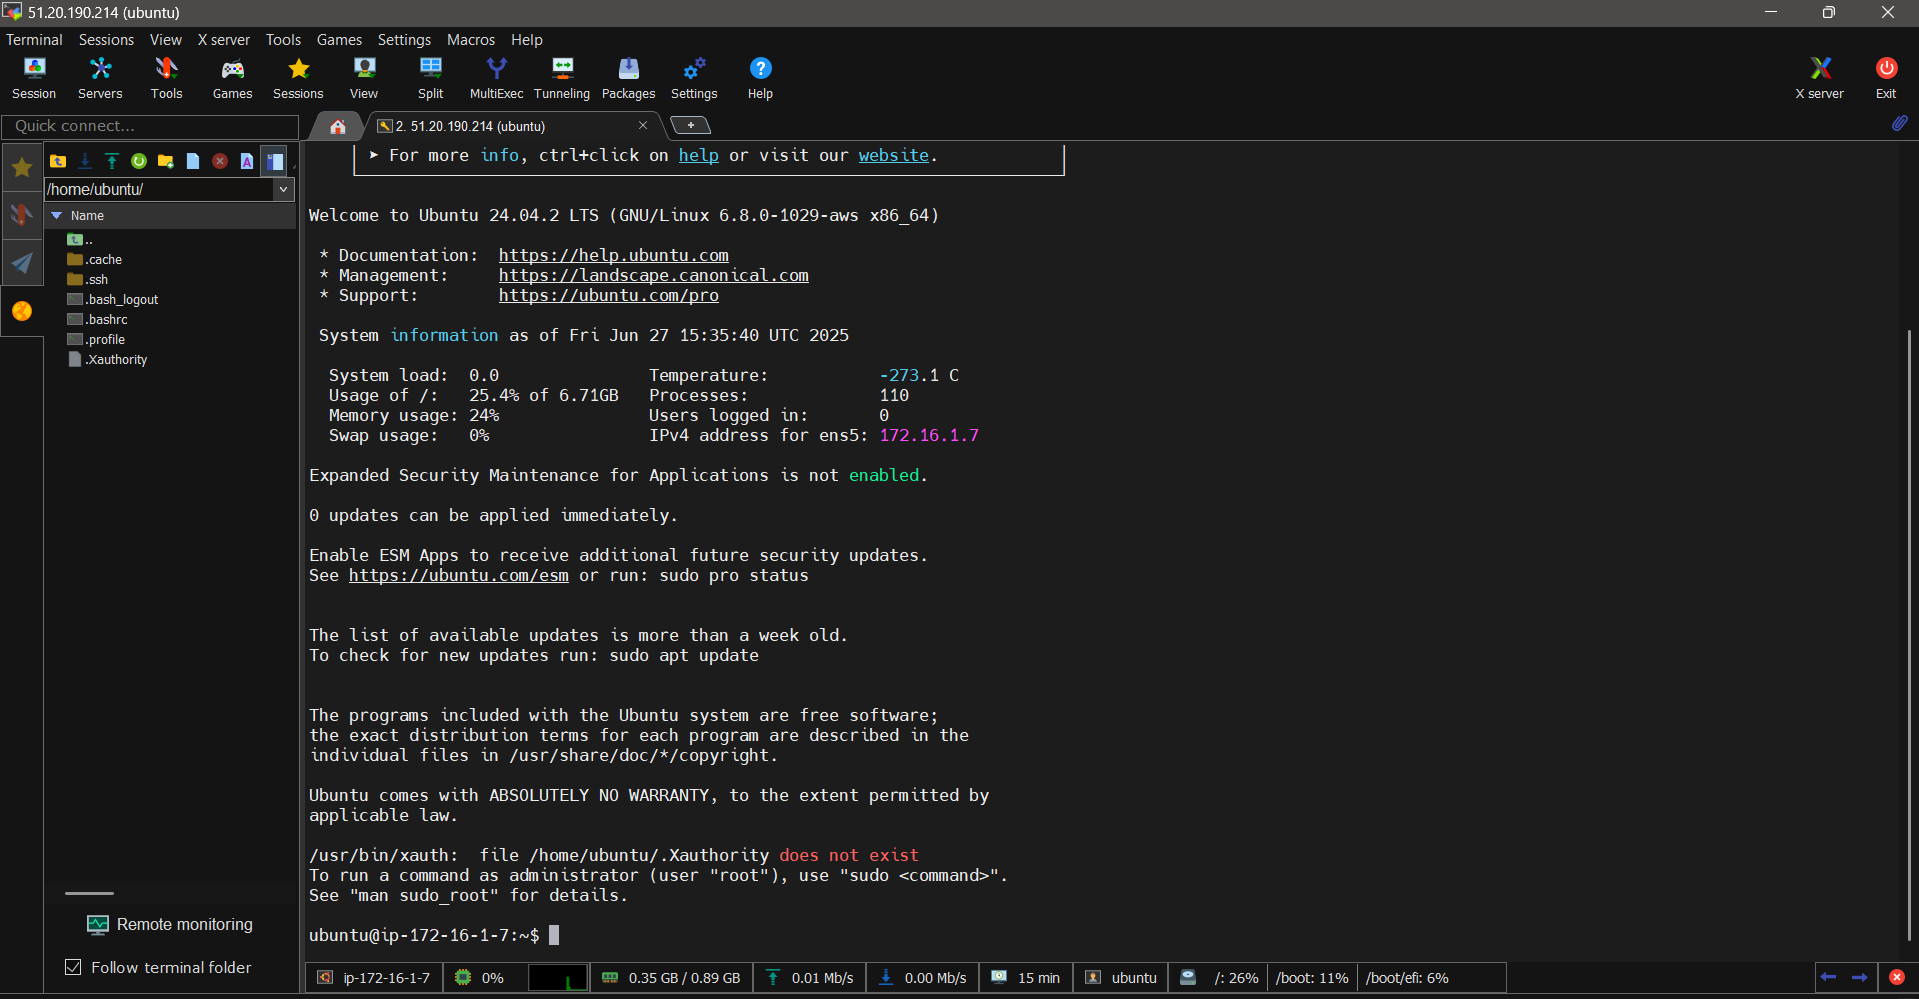 51.20.190.214 (ubuntu)
Terminal Sessions View X server Tools Games Settings Macros Help
Session Servers Tools Games Sessions View Split MultiExec Tunneling Packages Settings Help X server Exit
Quick connect...
2. 51.20.190.214 (ubuntu)
/home/ubuntu/
Name
..
.cache
.ssh
.bash_logout
.bashrc
.profile
.Xauthority
Remote monitoring
Follow terminal folder
➤ For more info, ctrl+click on help or visit our website.
Welcome to Ubuntu 24.04.2 LTS (GNU/Linux 6.8.0-1029-aws x86_64)
* Documentation:  https://help.ubuntu.com
* Management:     https://landscape.canonical.com
* Support:        https://ubuntu.com/pro
System information as of Fri Jun 27 15:35:40 UTC 2025
System load:  0.0               Temperature:           -273.1 C
Usage of /:   25.4% of 6.71GB   Processes:             110
Memory usage: 24%               Users logged in:       0
Swap usage:   0%                IPv4 address for ens5: 172.16.1.7
Expanded Security Maintenance for Applications is not enabled.
0 updates can be applied immediately.
Enable ESM Apps to receive additional future security updates.
See https://ubuntu.com/esm or run: sudo pro status
The list of available updates is more than a week old.
To check for new updates run: sudo apt update
The programs included with the Ubuntu system are free software;
the exact distribution terms for each program are described in the
individual files in /usr/share/doc/*/copyright.
Ubuntu comes with ABSOLUTELY NO WARRANTY, to the extent permitted by
applicable law.
/usr/bin/xauth:  file /home/ubuntu/.Xauthority does not exist
To run a command as administrator (user "root"), use "sudo <command>".
See "man sudo_root" for details.
ubuntu@ip-172-16-1-7:~$
ip-172-16-1-7 0% 0.35 GB / 0.89 GB 0.01 Mb/s 0.00 Mb/s 15 min ubuntu /: 26% /boot: 11% /boot/efi: 6%